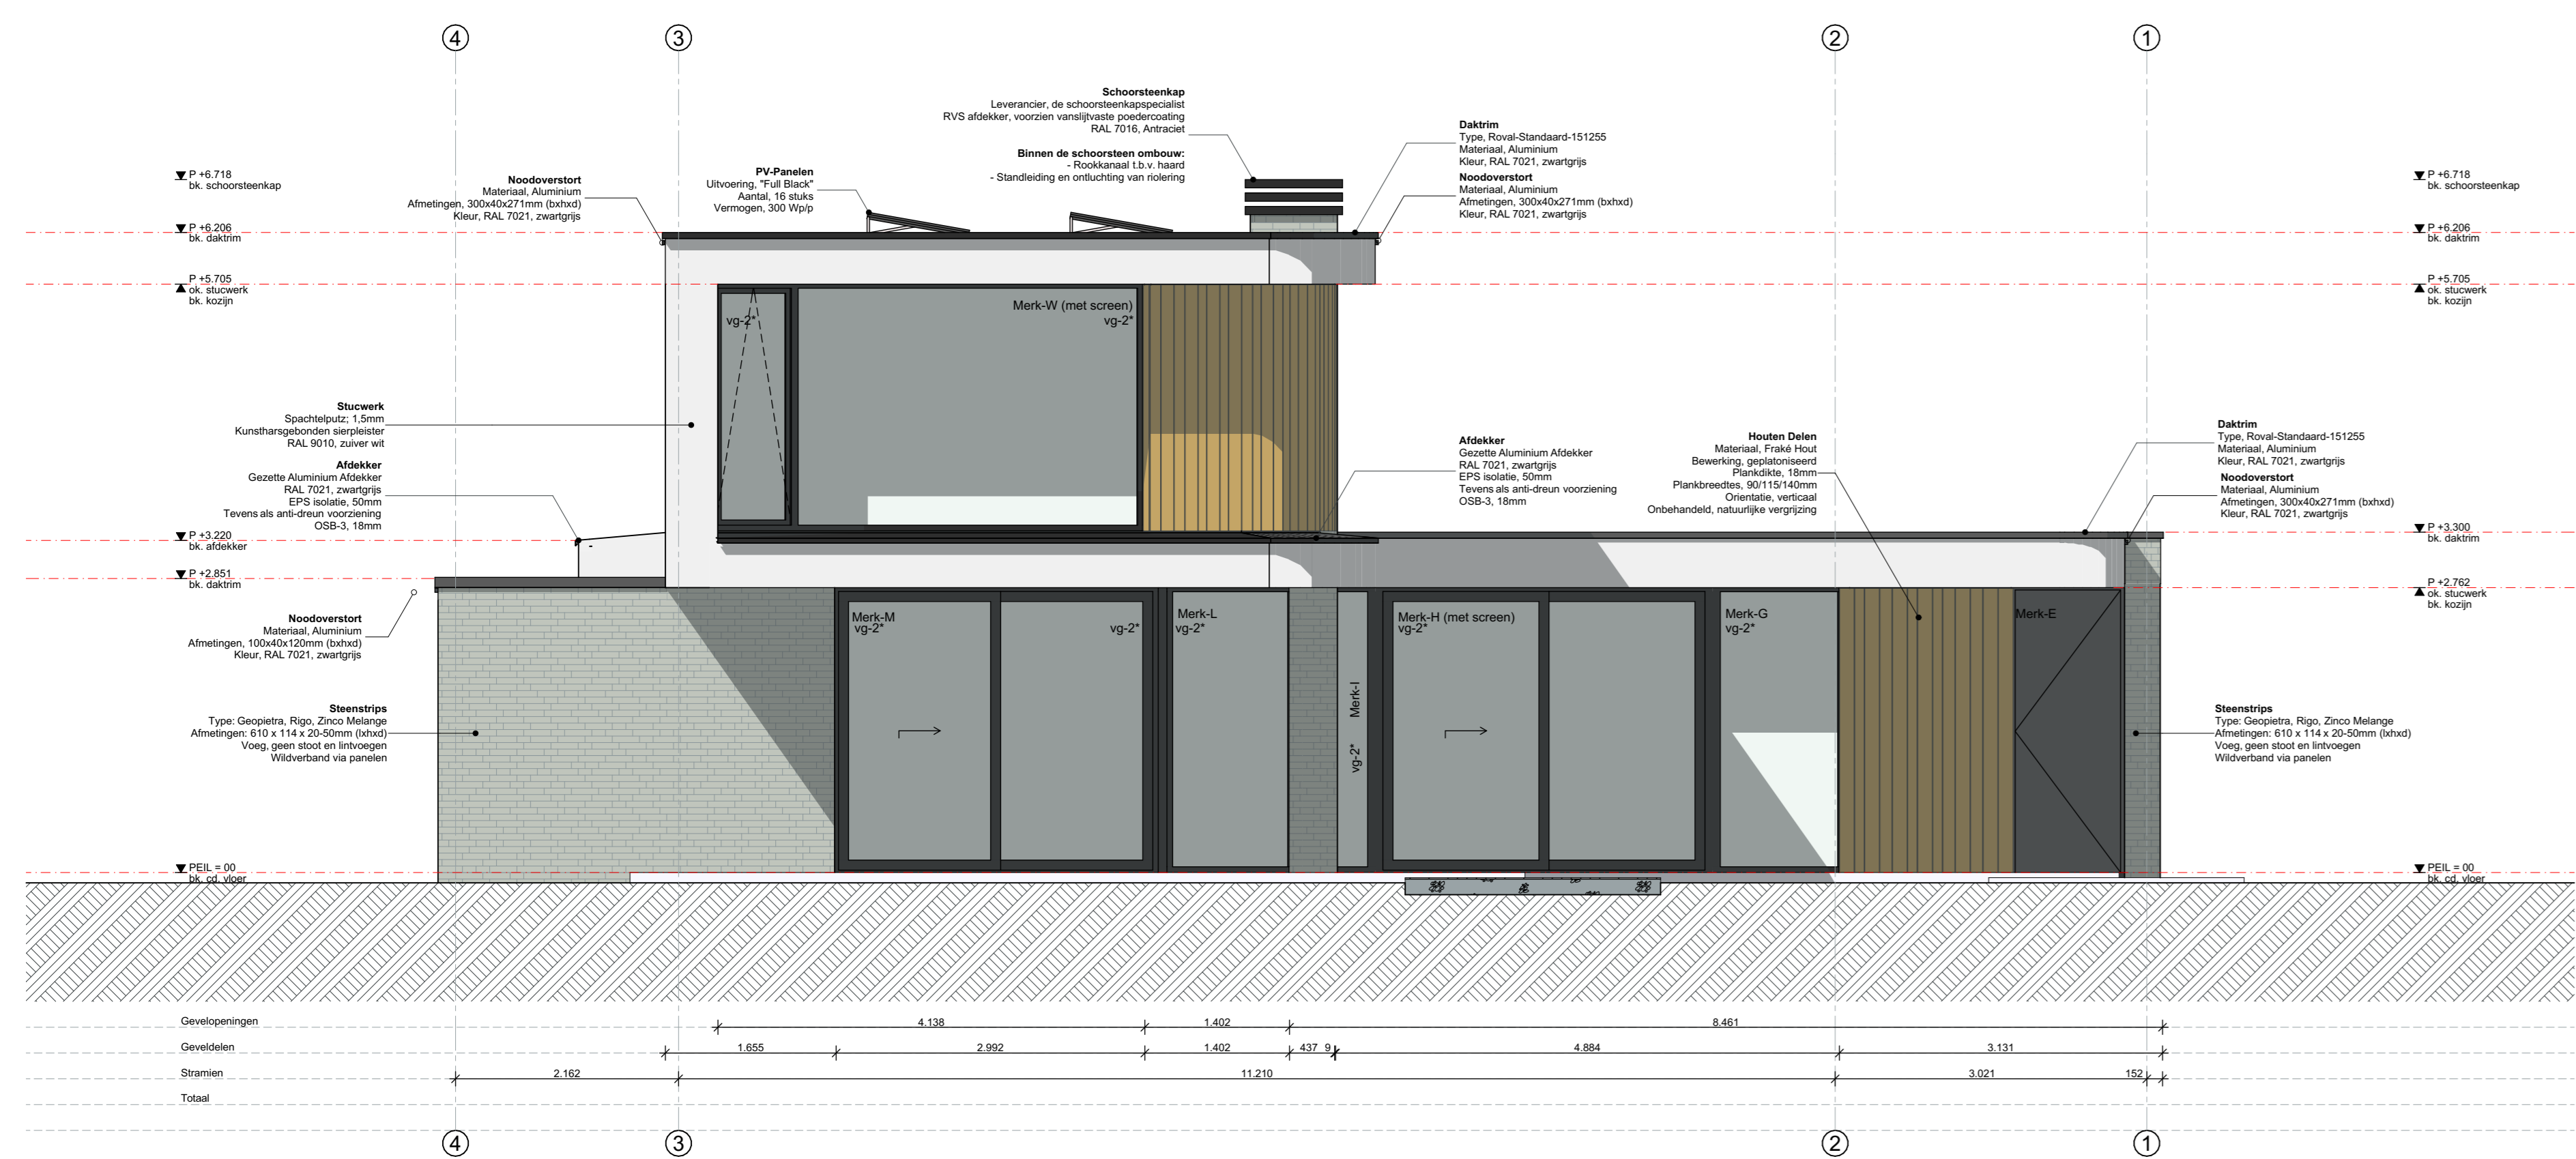 4
3
2
1
Schoorsteenkap
Leverancier, de schoorsteenkapspecialist
RVS afdekker, voorzien vanslijtvaste poedercoating
RAL 7016, Antraciet
Binnen de schoorsteen ombouw:
- Rookkanaal t.b.v. haard
- Standleiding en ontluchting van riolering
Daktrim
Type, Roval-Standaard-151255
Materiaal, Aluminium
Kleur, RAL 7021, zwartgrijs
Noodoverstort
Materiaal, Aluminium
Afmetingen, 300x40x271mm (bxhxd)
Kleur, RAL 7021, zwartgrijs
PV-Panelen
Uitvoering, "Full Black"
Aantal, 16 stuks
Vermogen, 300 Wp/p
Noodoverstort
Materiaal, Aluminium
Afmetingen, 300x40x271mm (bxhxd)
Kleur, RAL 7021, zwartgrijs
P +6.718
bk. schoorsteenkap
P +6.206
bk. daktrim
P +5.705
ok. stucwerk
bk. kozijn
P +6.718
bk. schoorsteenkap
P +6.206
bk. daktrim
P +5.705
ok. stucwerk
bk. kozijn
vg-2*
Merk-W (met screen)
vg-2*
Stucwerk
Spachtelputz; 1,5mm
Kunstharsgebonden sierpleister
RAL 9010, zuiver wit
Afdekker
Gezette Aluminium Afdekker
RAL 7021, zwartgrijs
EPS isolatie, 50mm
Tevens als anti-dreun voorziening
OSB-3, 18mm
Afdekker
Gezette Aluminium Afdekker
RAL 7021, zwartgrijs
EPS isolatie, 50mm
Tevens als anti-dreun voorziening
OSB-3, 18mm
Houten Delen
Materiaal, Fraké Hout
Bewerking, geplatoniseerd
Plankdikte, 18mm
Plankbreedtes, 90/115/140mm
Orientatie, verticaal
Onbehandeld, natuurlijke vergrijzing
Daktrim
Type, Roval-Standaard-151255
Materiaal, Aluminium
Kleur, RAL 7021, zwartgrijs
Noodoverstort
Materiaal, Aluminium
Afmetingen, 300x40x271mm (bxhxd)
Kleur, RAL 7021, zwartgrijs
P +3.220
bk. afdekker
P +2.851
bk. daktrim
P +3.300
bk. daktrim
P +2.762
ok. stucwerk
bk. kozijn
Noodoverstort
Materiaal, Aluminium
Afmetingen, 100x40x120mm (bxhxd)
Kleur, RAL 7021, zwartgrijs
Merk-M
vg-2*
vg-2*
Merk-L
vg-2*
Merk-I
vg-2*
Merk-H (met screen)
vg-2*
Merk-G
vg-2*
Merk-E
Steenstrips
Type: Geopietra, Rigo, Zinco Melange
Afmetingen: 610 x 114 x 20-50mm (lxhxd)
Voeg, geen stoot en lintvoegen
Wildverband via panelen
Steenstrips
Type: Geopietra, Rigo, Zinco Melange
Afmetingen: 610 x 114 x 20-50mm (lxhxd)
Voeg, geen stoot en lintvoegen
Wildverband via panelen
PEIL = 00
bk. cd. vloer
PEIL = 00
bk. cd. vloer
Gevelopeningen
4.138
1.402
8.461
Geveldelen
1.655
2.992
1.402
437
9
4.884
3.131
Stramien
2.162
11.210
3.021
152
Totaal
4
3
2
1